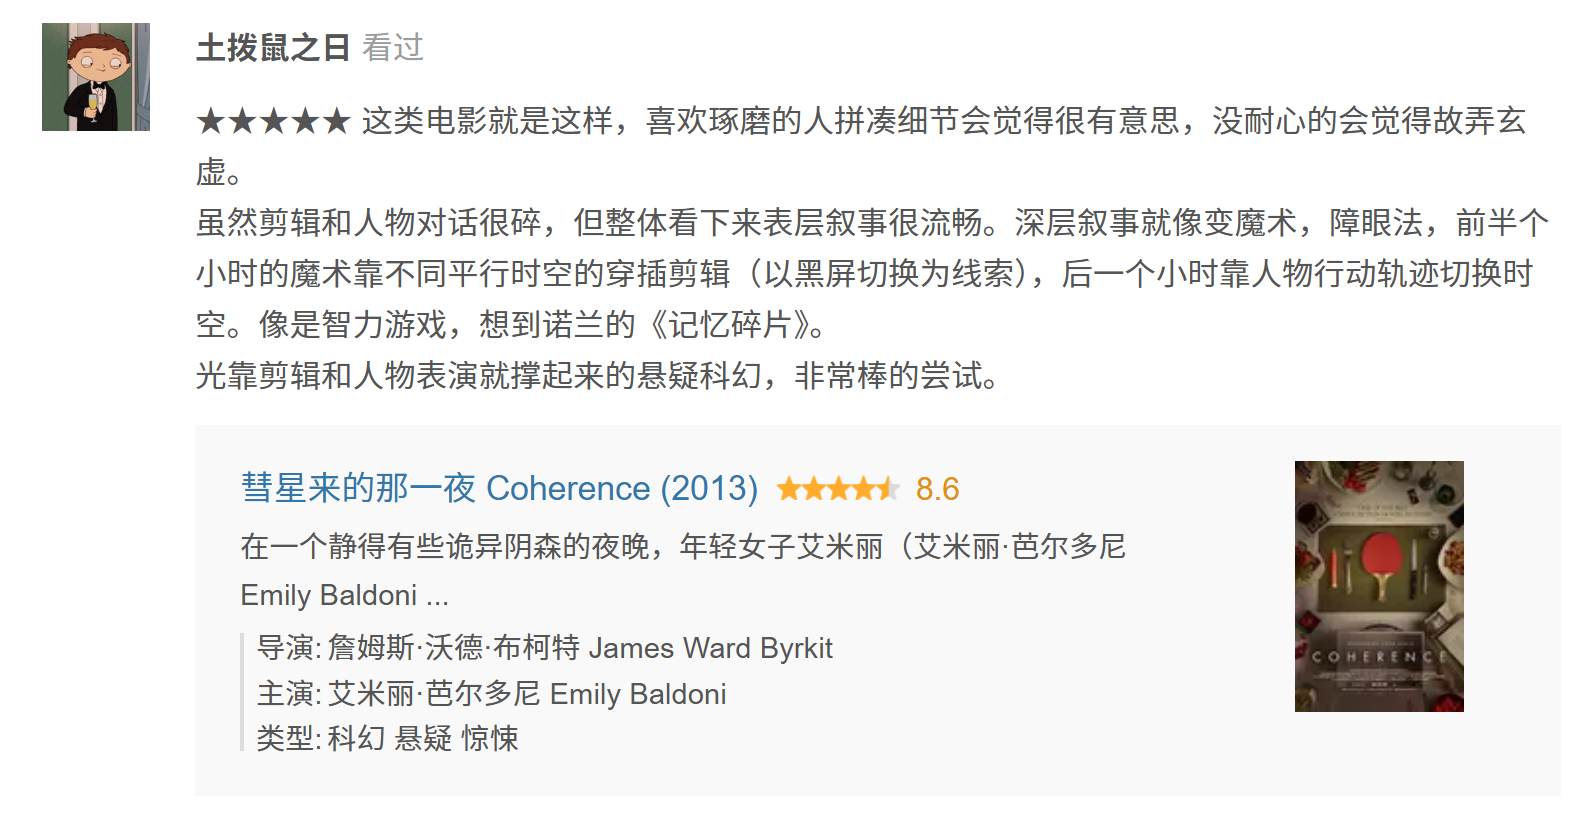 土拨鼠之日 看过
★★★★★ 这类电影就是这样，喜欢琢磨的人拼凑细节会觉得很有意思，没耐心的会觉得故弄玄
虚。
虽然剪辑和人物对话很碎，但整体看下来表层叙事很流畅。深层叙事就像变魔术，障眼法，前半个
小时的魔术靠不同平行时空的穿插剪辑（以黑屏切换为线索），后一个小时靠人物行动轨迹切换时
空。像是智力游戏，想到诺兰的《记忆碎片》。
光靠剪辑和人物表演就撑起来的悬疑科幻，非常棒的尝试。
彗星来的那一夜 Coherence (2013) 8.6
在一个静得有些诡异阴森的夜晚，年轻女子艾米丽（艾米丽·芭尔多尼
Emily Baldoni ...
导演: 詹姆斯·沃德·布柯特 James Ward Byrkit
主演: 艾米丽·芭尔多尼 Emily Baldoni
类型: 科幻 悬疑 惊悚
COHERENCE